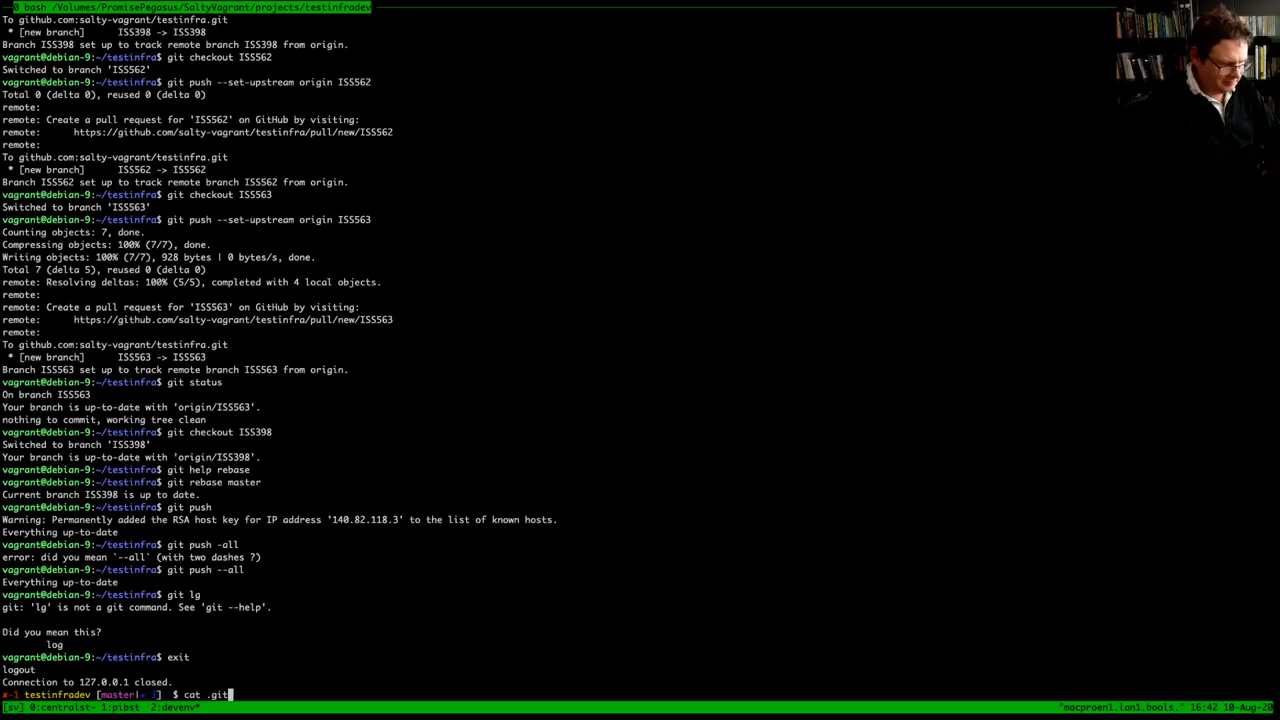 0 bash /Volumes/PromisePegasus/SaltyVagrant/projects/testinfradev
To github.com:salty-vagrant/testinfra.git
* [new branch] ISS398 -> ISS398
Branch ISS398 set up to track remote branch ISS398 from origin.
vagrant@debian-9:~/testinfra$ git checkout ISS562
Switched to branch 'ISS562'
vagrant@debian-9:~/testinfra$ git push --set-upstream origin ISS562
Total 0 (delta 0), reused 0 (delta 0)
remote:
remote: Create a pull request for 'ISS562' on GitHub by visiting:
remote: https://github.com/salty-vagrant/testinfra/pull/new/ISS562
remote:
To github.com:salty-vagrant/testinfra.git
* [new branch] ISS562 -> ISS562
Branch ISS562 set up to track remote branch ISS562 from origin.
vagrant@debian-9:~/testinfra$ git checkout ISS563
Switched to branch 'ISS563'
vagrant@debian-9:~/testinfra$ git push --set-upstream origin ISS563
Counting objects: 7, done.
Compressing objects: 100% (7/7), done.
Writing objects: 100% (7/7), 928 bytes | 0 bytes/s, done.
Total 7 (delta 5), reused 0 (delta 0)
remote: Resolving deltas: 100% (5/5), completed with 4 local objects.
remote:
remote: Create a pull request for 'ISS563' on GitHub by visiting:
remote: https://github.com/salty-vagrant/testinfra/pull/new/ISS563
remote:
To github.com:salty-vagrant/testinfra.git
* [new branch] ISS563 -> ISS563
Branch ISS563 set up to track remote branch ISS563 from origin.
vagrant@debian-9:~/testinfra$ git status
On branch ISS563
Your branch is up-to-date with 'origin/ISS563'.
nothing to commit, working tree clean
vagrant@debian-9:~/testinfra$ git checkout ISS398
Switched to branch 'ISS398'
Your branch is up-to-date with 'origin/ISS398'.
vagrant@debian-9:~/testinfra$ git help rebase
vagrant@debian-9:~/testinfra$ git rebase master
Current branch ISS398 is up to date.
vagrant@debian-9:~/testinfra$ git push
Warning: Permanently added the RSA host key for IP address '140.82.118.3' to the list of known hosts.
Everything up-to-date
vagrant@debian-9:~/testinfra$ git push -all
error: did you mean `--all` (with two dashes ?)
vagrant@debian-9:~/testinfra$ git push --all
Everything up-to-date
vagrant@debian-9:~/testinfra$ git lg
git: 'lg' is not a git command. See 'git --help'.
Did you mean this?
log
vagrant@debian-9:~/testinfra$ exit
logout
Connection to 127.0.0.1 closed.
✘-1 testinfradev [master|+ 3] $ cat .git
[sv] 0:centralst- 1:pibst 2:devenv* "macproen1.lan1.bools." 16:42 10-Aug-20